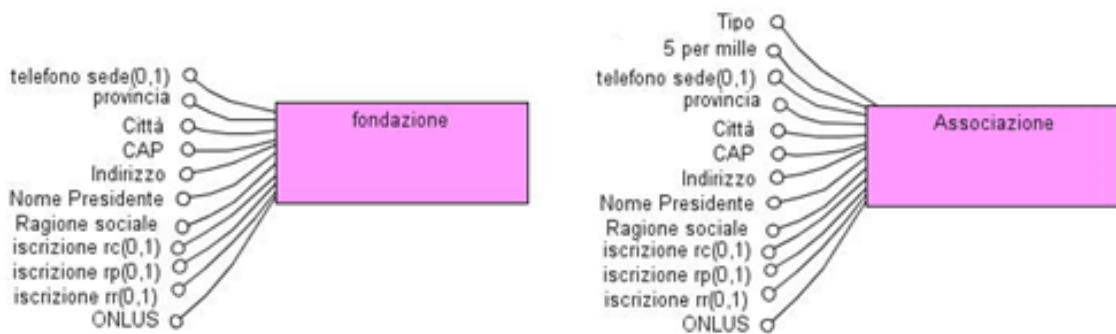 telefono sede(0,1)
provincia
Città
CAP
Indirizzo
Nome Presidente
Ragione sociale
iscrizione rc(0,1)
iscrizione rp(0,1)
iscrizione rr(0,1)
ONLUS
fondazione
Tipo
5 per mille
telefono sede(0,1)
provincia
Città
CAP
Indirizzo
Nome Presidente
Ragione sociale
iscrizione rc(0,1)
iscrizione rp(0,1)
iscrizione rr(0,1)
ONLUS
Associazione